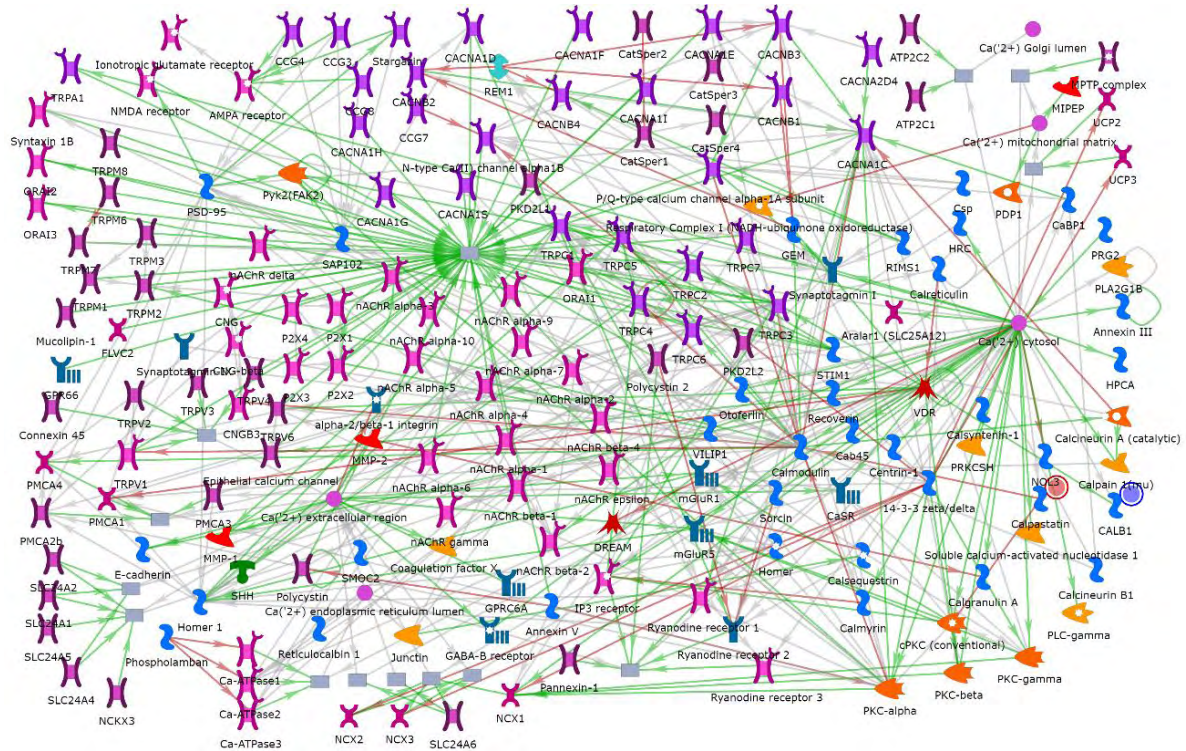 Ionotropic glutamate receptor
CCG4
CCG3
Stargazin
CACNA1D
CACNA1F
CatSper2
CACNA1E
CACNB3
CACNA2D4
ATP2C2
Ca('2+) Golgi lumen
MPTP complex
TRPA1
NMDA receptor
AMPA receptor
CCG8
CACNB2
REM1
CACNB4
CACNA1I
CatSper3
CACNB1
ATP2C1
MIPEP
UCP2
Syntaxin 1B
CACNA1H
CCG7
N-type Ca(II) channel alpha1B
CatSper1
CatSper4
CACNA1C
Ca('2+) mitochondrial matrix
UCP3
TRPM8
ORAI2
PSD-95
Pyk2(FAK2)
CACNA1G
CACNA1S
PKD2L1
P/Q-type calcium channel alpha-1A subunit
Csp
PDP1
CaBP1
ORAI3
TRPM6
SAP102
Respiratory Complex I (NADH-ubiquinone oxidoreductase)
HRC
TRPM7
TRPM3
nAChR delta
TRPC1
TRPC5
TRPC7
GEM
RIMS1
PRG2
TRPM1
TRPM2
CNG1
nAChR alpha-3
ORAI1
TRPC2
Synaptotagmin I
Calreticulin
PLA2G1B
Mucolipin-1
FLVC2
P2X4
P2X1
nAChR alpha-10
nAChR alpha-9
TRPC4
TRPC3
Aralar1 (SLC25A12)
Ca('2+) cytosol
Annexin III
GPR66
CNG-beta
nAChR alpha-5
nAChR alpha-7
TRPC6
PKD2L2
STIM1
HPCA
Connexin 45
TRPV2
TRPV3
TRPV4
P2X3
P2X2
alpha-2/beta-1 integrin
nAChR alpha-4
nAChR alpha-2
Polycystin 2
Otoferlin
Recoverin
VDR
Calsyntenin-1
Calcineurin A (catalytic)
CNGB3
TRPV6
MMP-2
nAChR alpha-1
nAChR beta-4
VILIP1
Calmodulin
Cab45
Centrin-1
PRKCSH
PMCA4
TRPV1
Epithelial calcium channel
nAChR alpha-6
nAChR epsilon
mGluR1
Sorcin
CaSR
14-3-3 zeta/delta
NOL3
PMCA1
PMCA3
Ca('2+) extracellular region
nAChR beta-1
Calpastatin
CALB1
PMCA2b
MMP-1
nAChR gamma
DREAM
mGluR5
Homer
Soluble calcium-activated nucleotidase 1
E-cadherin
SHH
SMOC2
Coagulation factor X
nAChR beta-2
Calsequestrin
Calcineurin B1
SLC24A2
Polycystin
Ca('2+) endoplasmic reticulum lumen
GPRC6A
IP3 receptor
Calgranulin A
SLC24A1
Homer 1
Annexin V
Ryanodine receptor 1
Calmyrin
PLC-gamma
SLC24A5
Phospholamban
Reticulocalbin 1
Junctin
GABA-B receptor
Ryanodine receptor 2
cPKC (conventional)
SLC24A4
NCKX3
Ca-ATPase1
Pannexin-1
Ryanodine receptor 3
PKC-beta
PKC-gamma
Ca-ATPase2
NCX1
PKC-alpha
Ca-ATPase3
NCX2
NCX3
SLC24A6